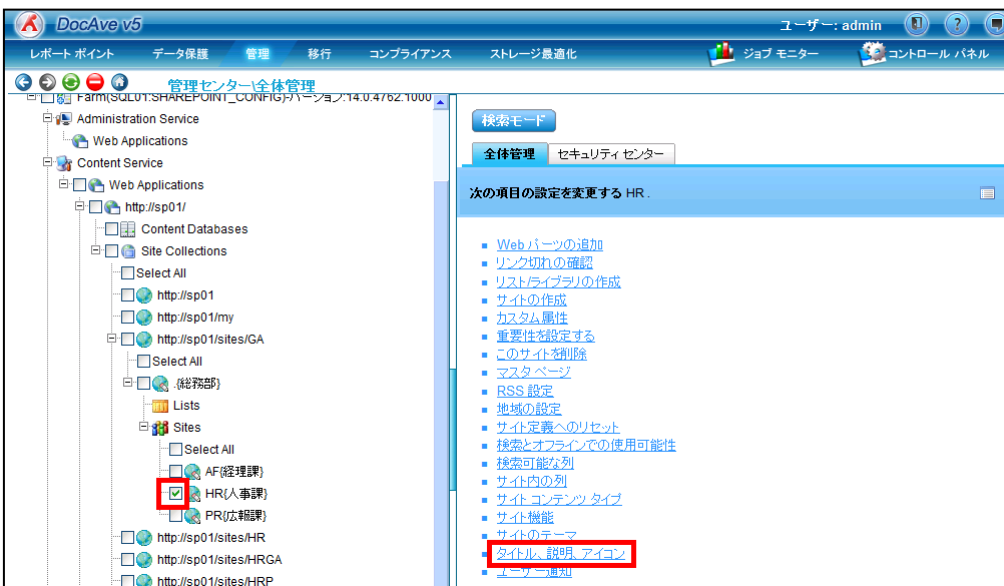 DocAve v5
ユーザー: admin
レポート ポイント データ保護 管理 移行 コンプライアンス ストレージ最適化 ジョブ モニター コントロール パネル
管理センター\全体管理
Farm(SQL01:SHAREPOINT_CONFIG)-バージョン:14.0.4762.1000
Administration Service
Web Applications
Content Service
Web Applications
http://sp01/
Content Databases
Site Collections
Select All
http://sp01
http://sp01/my
http://sp01/sites/GA
Select All
.{総務部}
Lists
Sites
Select All
AF{経理課}
HR{人事課}
PR{広報課}
http://sp01/sites/HR
http://sp01/sites/HRGA
http://sp01/sites/HRP
検索モード
全体管理 セキュリティ センター
次の項目の設定を変更する HR .
Web パーツの追加
リンク切れの確認
リスト/ライブラリの作成
サイトの作成
カスタム属性
重要性を設定する
このサイトを削除
マスタ ページ
RSS 設定
地域の設定
サイト定義へのリセット
検索とオフラインでの使用可能性
検索可能な列
サイト内の列
サイト コンテンツ タイプ
サイト機能
サイトのテーマ
タイトル、説明、アイコン
ユーザー通知